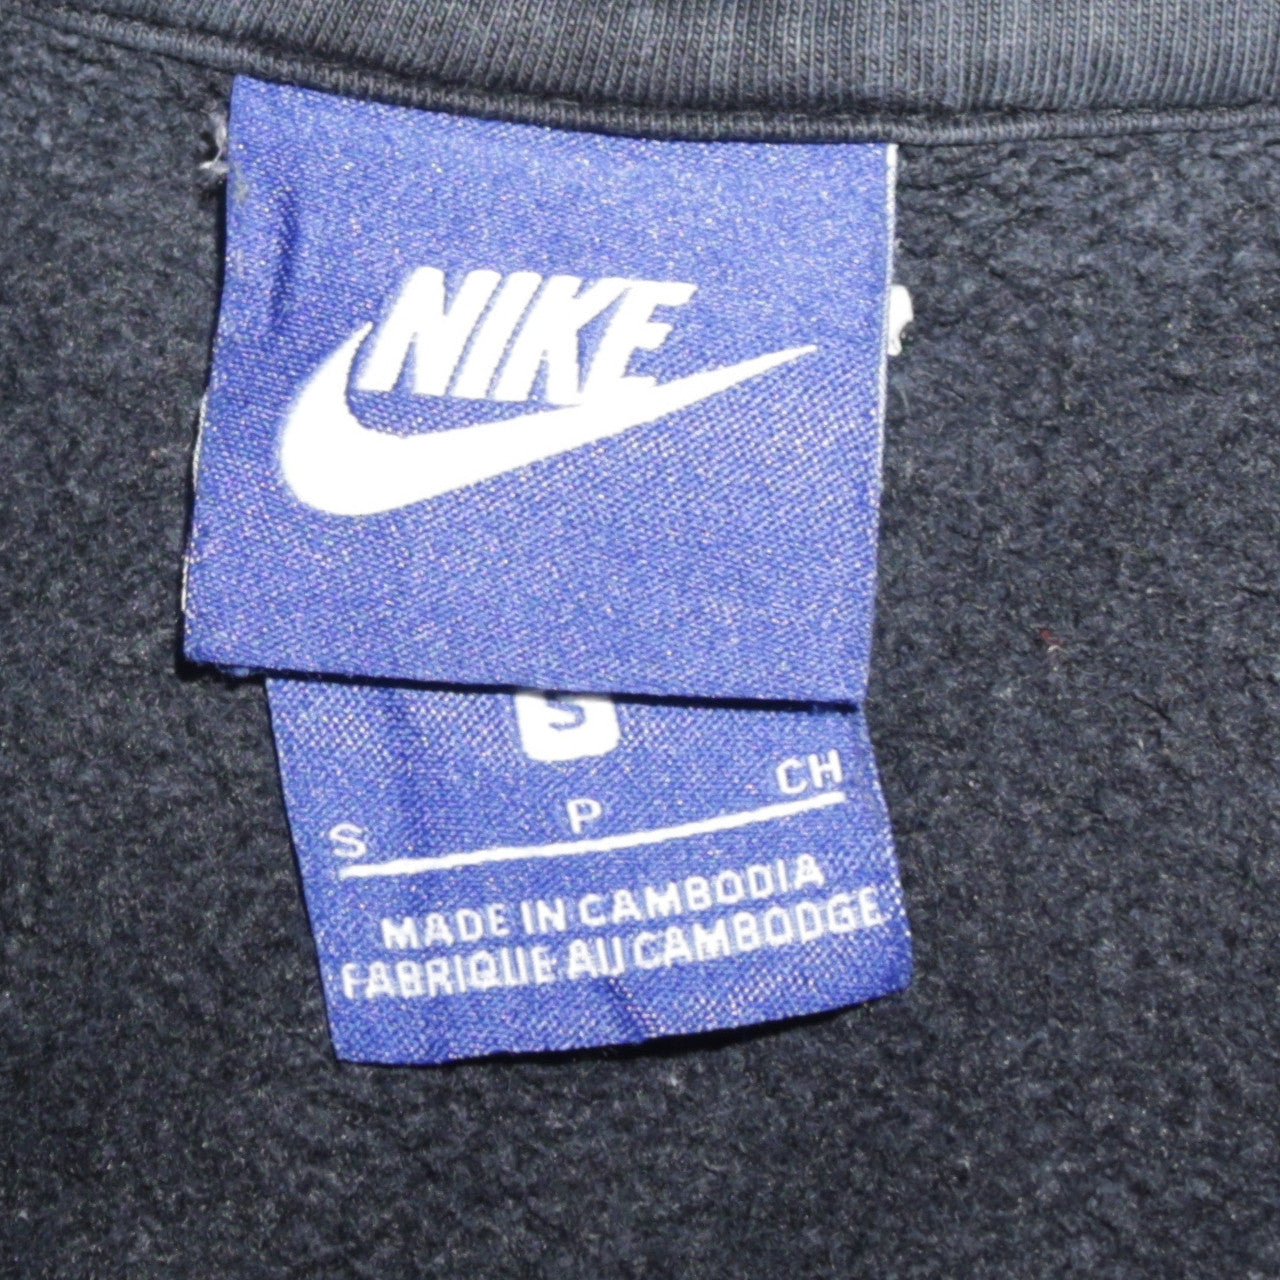 NIKE
S
S P CH
MADE IN CAMBODIA
FABRIQUE AU CAMBODGE